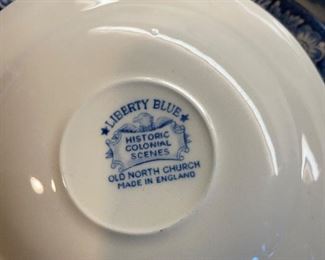 ★ LIBERTY BLUE ★
HISTORIC
COLONIAL
SCENES
OLD NORTH CHURCH
MADE IN ENGLAND